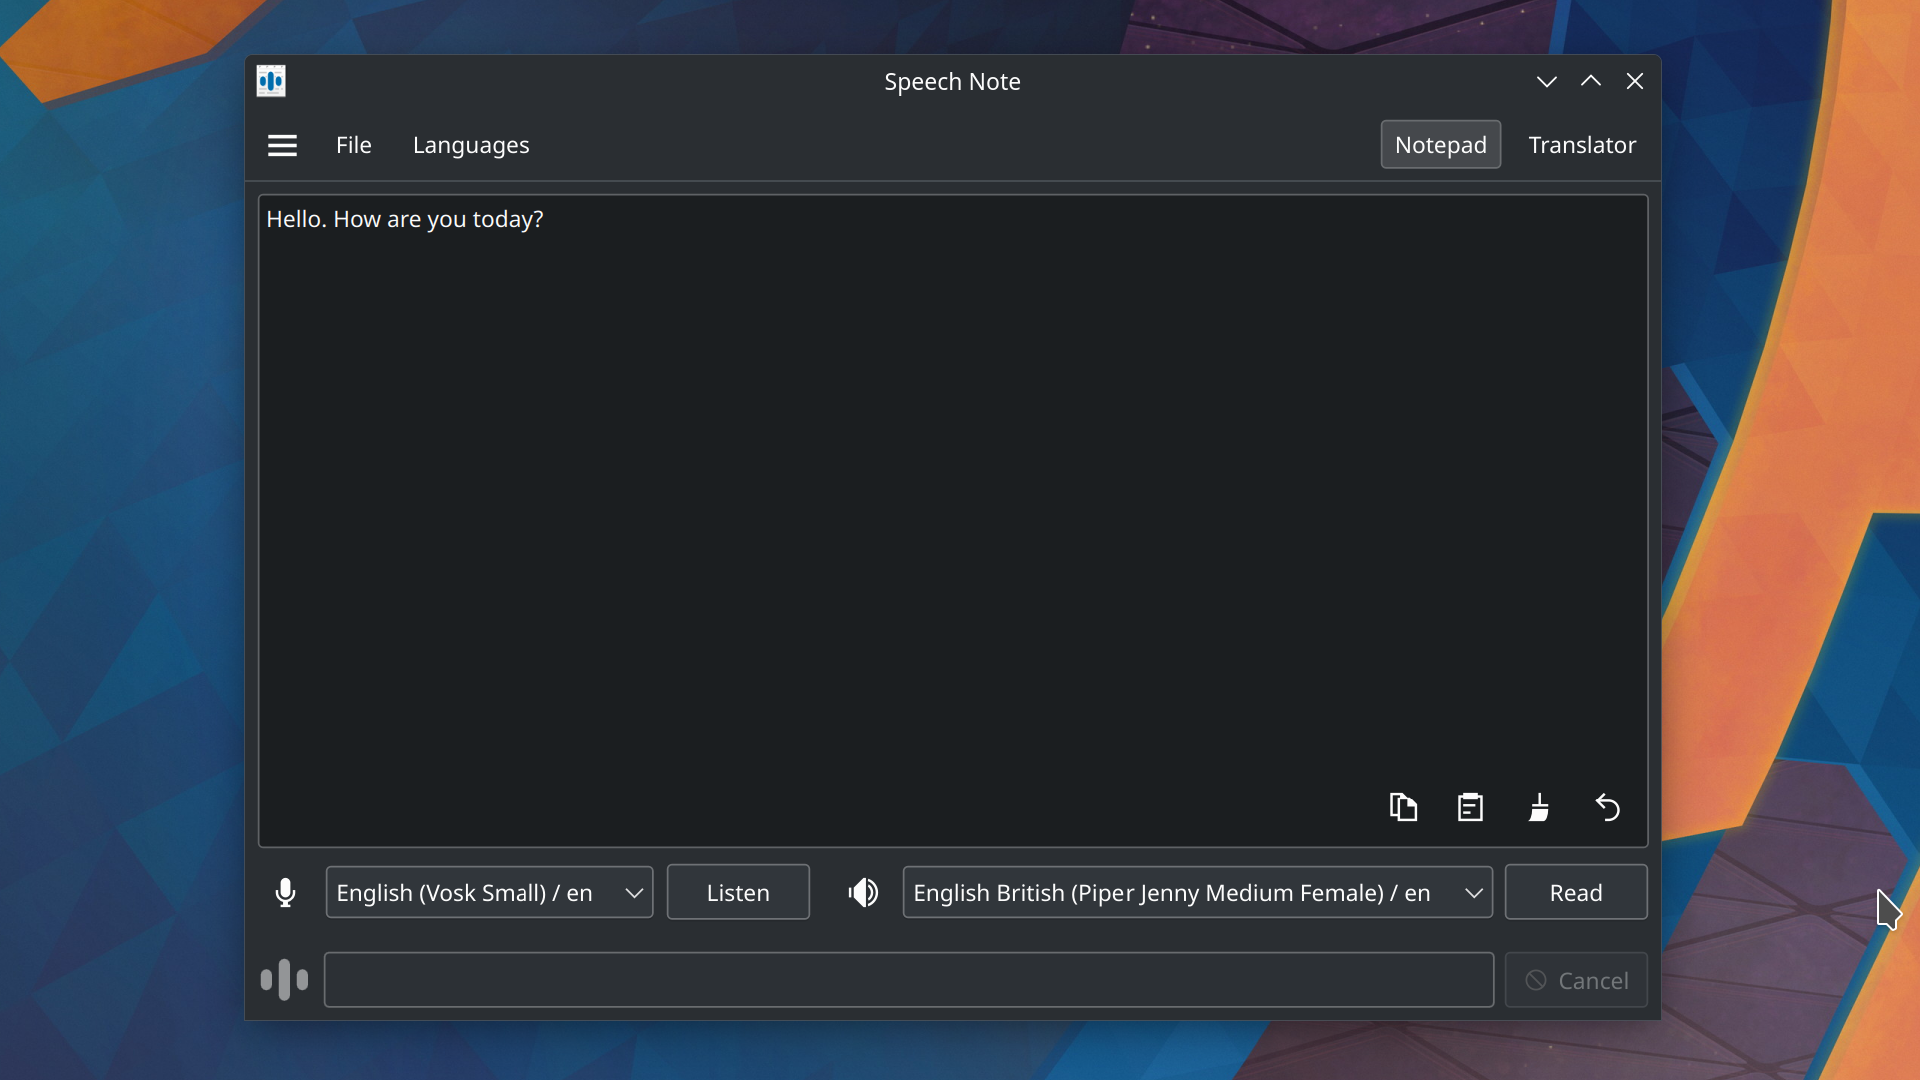 Speech Note
File Languages Notepad Translator
Hello. How are you today?
English (Vosk Small) / en Listen English British (Piper Jenny Medium Female) / en Read
Cancel